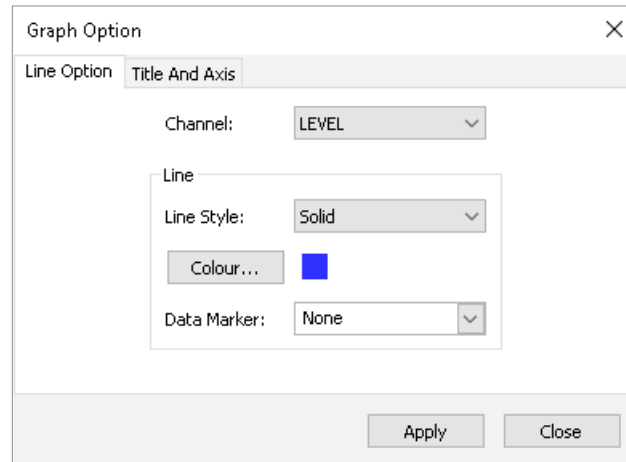 Graph Option
Line Option
Title And Axis
Channel:
LEVEL
Line
Line Style:
Solid
Colour...
Data Marker:
None
Apply
Close